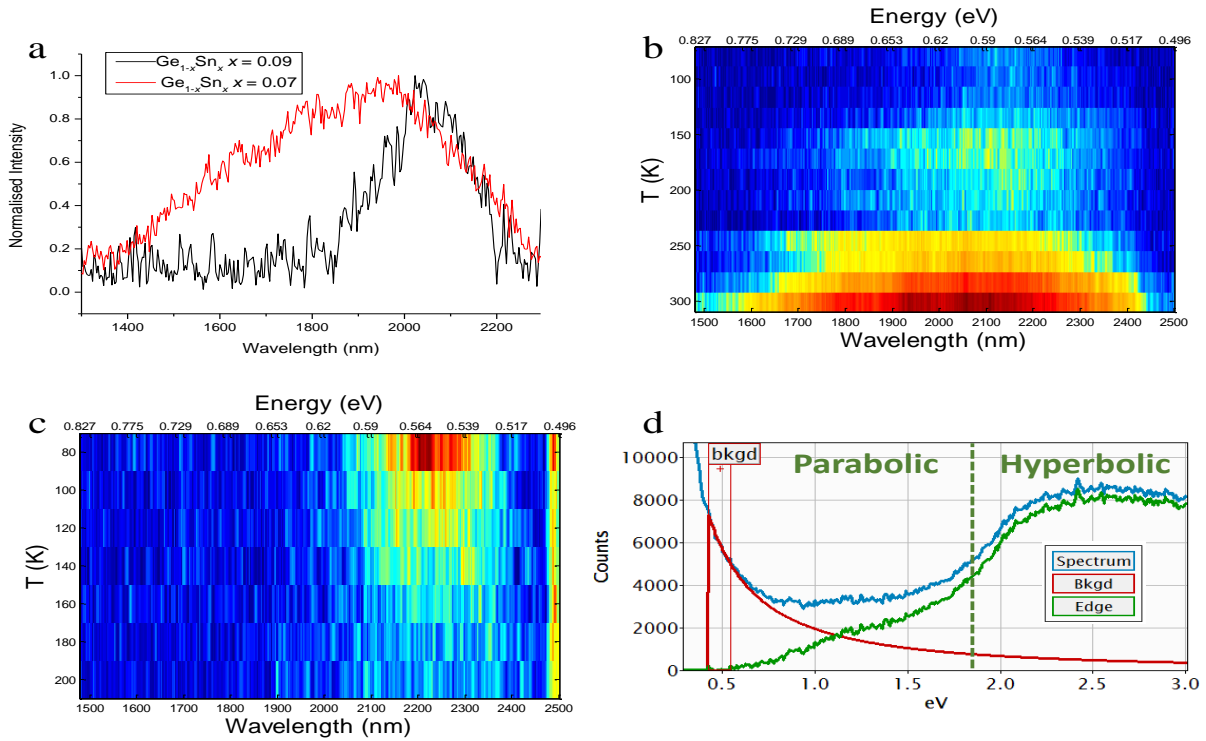 a
Ge1-xSnx x = 0.09
Ge1-xSnx x = 0.07
Normalised Intensity
1.0
0.8
0.6
0.4
0.2
0.0
1400 1600 1800 2000 2200
Wavelength (nm)
b
Energy (eV)
0.827 0.775 0.729 0.689 0.653 0.62 0.59 0.564 0.539 0.517 0.496
T (K)
100
150
200
250
300
1500 1600 1700 1800 1900 2000 2100 2200 2300 2400 2500
Wavelength (nm)
c
Energy (eV)
0.827 0.775 0.729 0.689 0.653 0.62 0.59 0.564 0.539 0.517 0.496
T (K)
80
100
120
140
160
180
200
1500 1600 1700 1800 1900 2000 2100 2200 2300 2400 2500
Wavelength (nm)
d
bkgd
Parabolic Hyperbolic
Counts
10000
8000
6000
4000
2000
0
Spectrum
Bkgd
Edge
0.5 1.0 1.5 2.0 2.5 3.0
eV